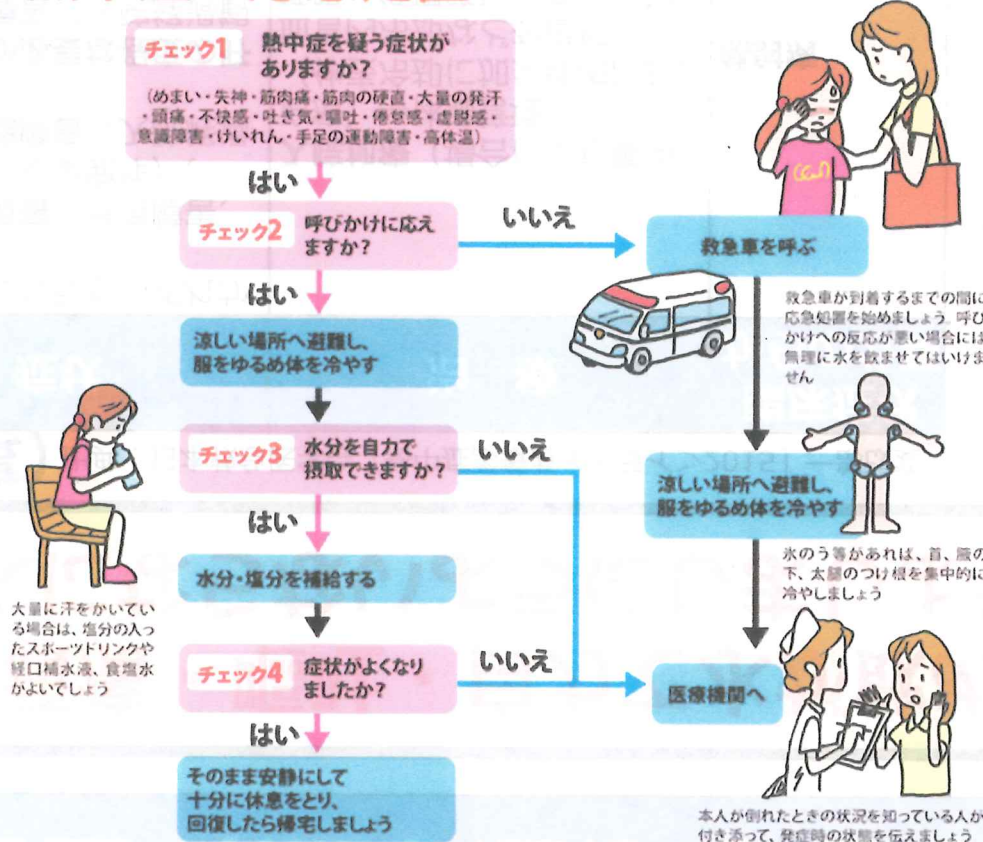 チェック1
熱中症を疑う症状が
ありますか?
(めまい・失神・筋肉痛・筋肉の硬直・大量の発汗
・頭痛・不快感・吐き気・嘔吐・倦怠感・虚脱感・
意識障害・けいれん・手足の運動障害・高体温)
はい
チェック2
呼びかけに応え
ますか?
いいえ
救急車を呼ぶ
はい
救急車が到着するまでの間に
応急処置を始めましょう。呼び
かけへの反応が悪い場合には
無理に水を飲ませてはいけま
せん
涼しい場所へ避難し、
服をゆるめ体を冷やす
チェック3
水分を自力で
摂取できますか?
いいえ
涼しい場所へ避難し、
服をゆるめ体を冷やす
はい
氷のう等があれば、首、腋の
下、太腿のつけ根を集中的に
冷やしましょう
水分・塩分を補給する
大量に汗をかいてい
る場合は、塩分の入っ
たスポーツドリンクや
経口補水液、食塩水
がよいでしょう
チェック4
症状がよくなり
ましたか?
いいえ
医療機関へ
はい
そのまま安静にして
十分に休息をとり、
回復したら帰宅しましょう
本人が倒れたときの状況を知っている人が
付き添って、発症時の状態を伝えましょう